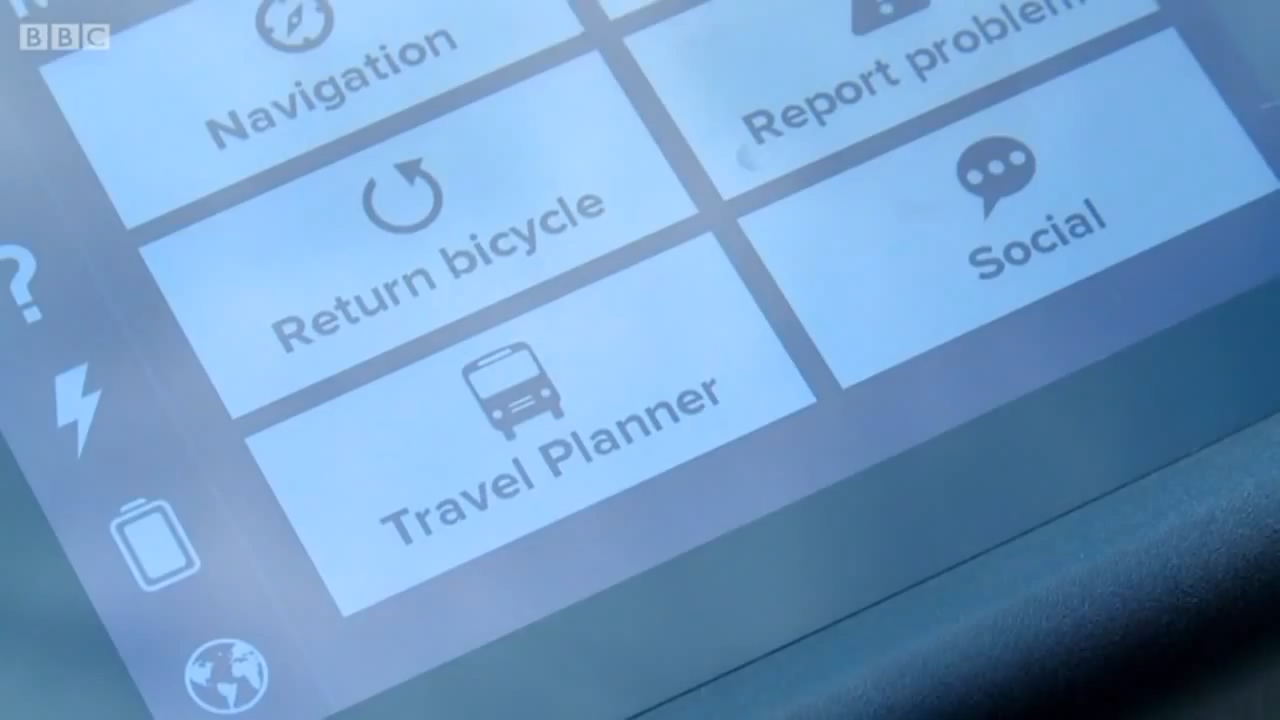 BBC
Navigation
Report problem
Return bicycle
Social
Travel Planner